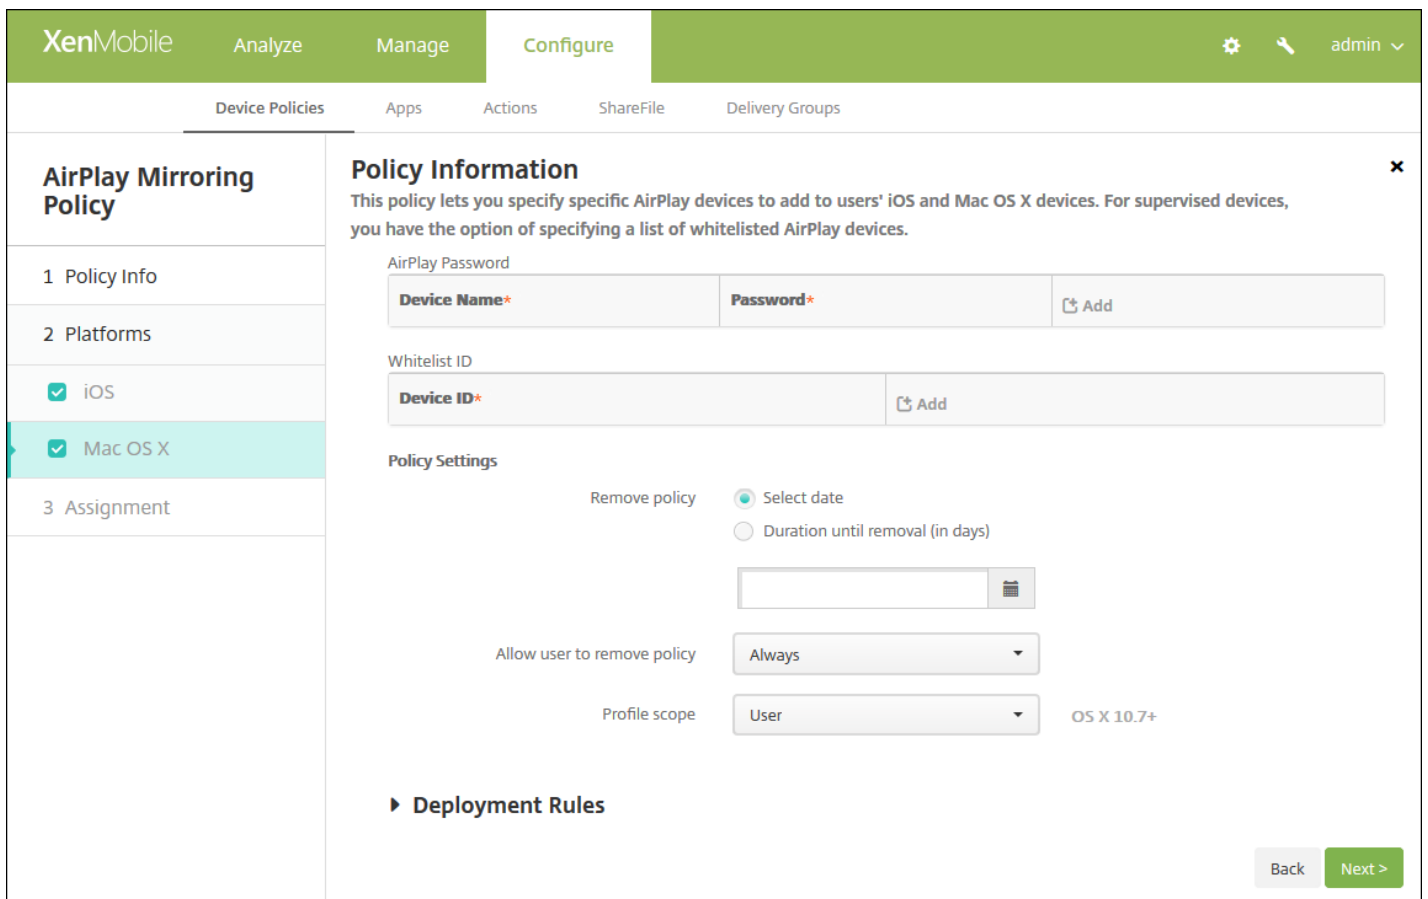 XenMobile Analyze Manage Configure admin
Device Policies Apps Actions ShareFile Delivery Groups
AirPlay Mirroring
Policy
1 Policy Info
2 Platforms
iOS
Mac OS X
3 Assignment
Policy Information
This policy lets you specify specific AirPlay devices to add to users' iOS and Mac OS X devices. For supervised devices,
you have the option of specifying a list of whitelisted AirPlay devices.
AirPlay Password
Device Name* Password* Add
Whitelist ID
Device ID* Add
Policy Settings
Remove policy Select date
Duration until removal (in days)
Allow user to remove policy Always
Profile scope User OS X 10.7+
Deployment Rules
Back Next >